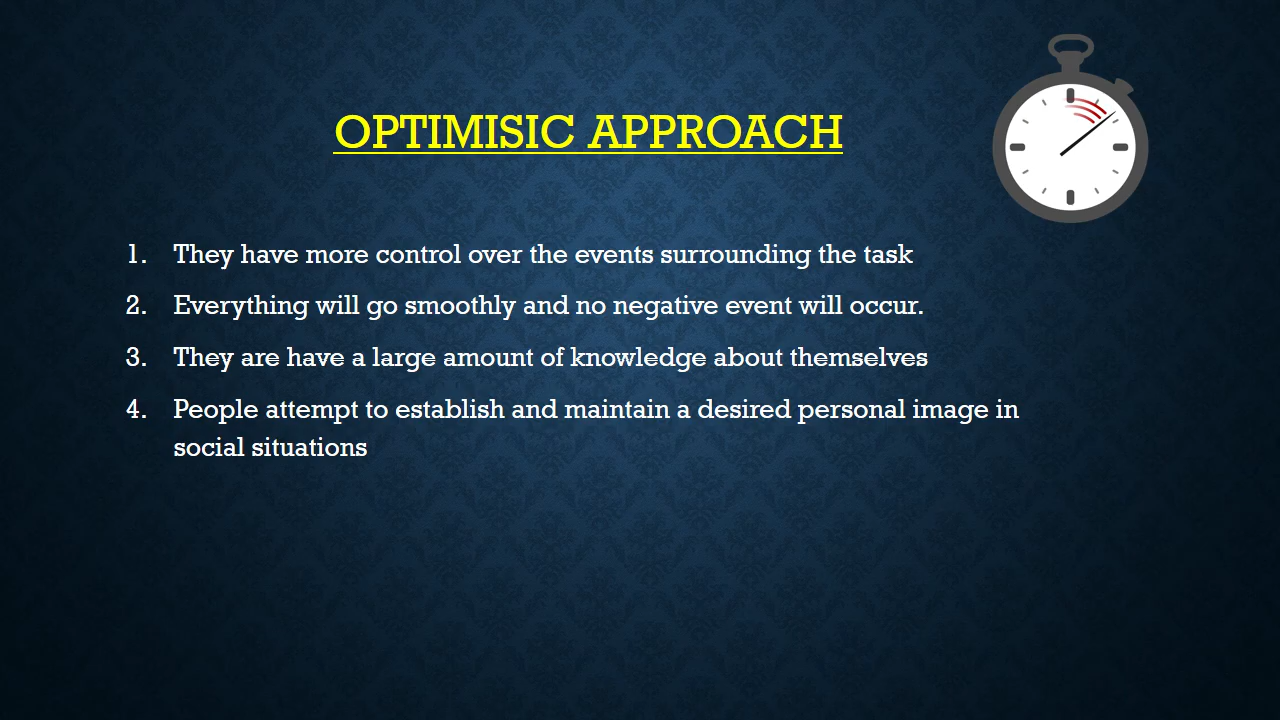 OPTIMISIC APPROACH
1. They have more control over the events surrounding the task
2. Everything will go smoothly and no negative event will occur.
3. They are have a large amount of knowledge about themselves
4. People attempt to establish and maintain a desired personal image in
social situations